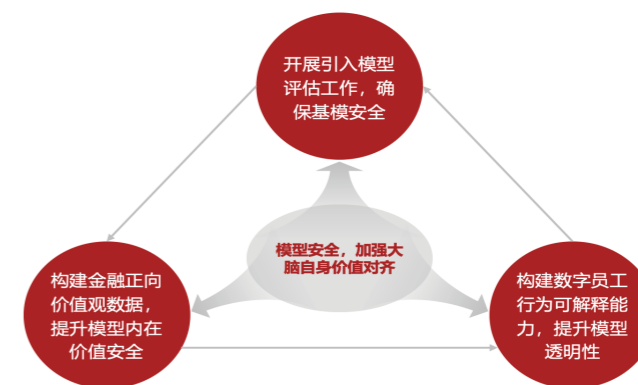 开展引入模型
评估工作，确
保基模安全
模型安全，加强大
脑自身价值对齐
构建金融正向
价值观数据，
提升模型内在
价值安全
构建数字员工
行为可解释能
力，提升模型
透明性